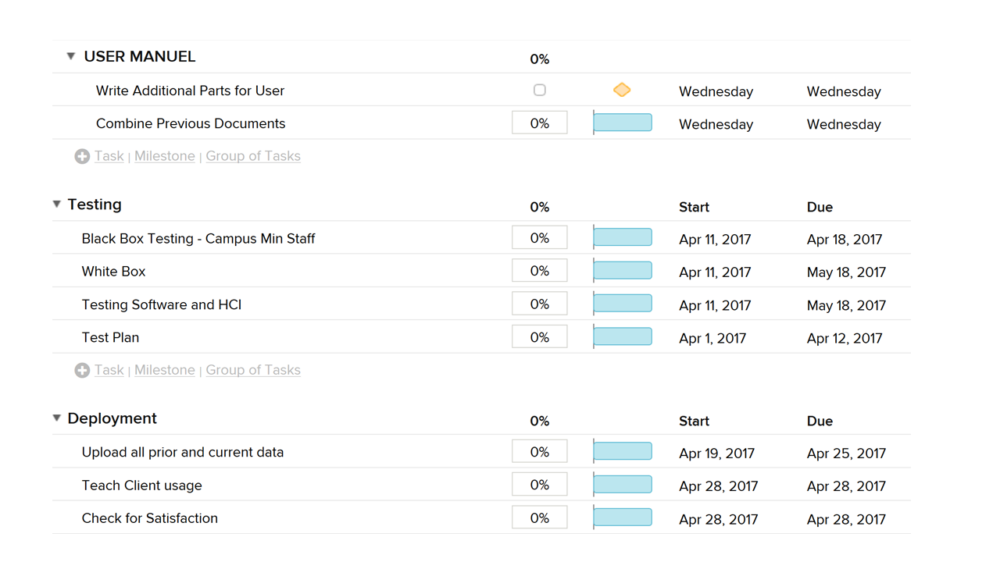 USER MANUEL 0%
Write Additional Parts for User Wednesday Wednesday
Combine Previous Documents 0% Wednesday Wednesday
Task | Milestone | Group of Tasks
Testing 0% Start Due
Black Box Testing - Campus Min Staff 0% Apr 11, 2017 Apr 18, 2017
White Box 0% Apr 11, 2017 May 18, 2017
Testing Software and HCI 0% Apr 11, 2017 May 18, 2017
Test Plan 0% Apr 1, 2017 Apr 12, 2017
Task | Milestone | Group of Tasks
Deployment 0% Start Due
Upload all prior and current data 0% Apr 19, 2017 Apr 25, 2017
Teach Client usage 0% Apr 28, 2017 Apr 28, 2017
Check for Satisfaction 0% Apr 28, 2017 Apr 28, 2017